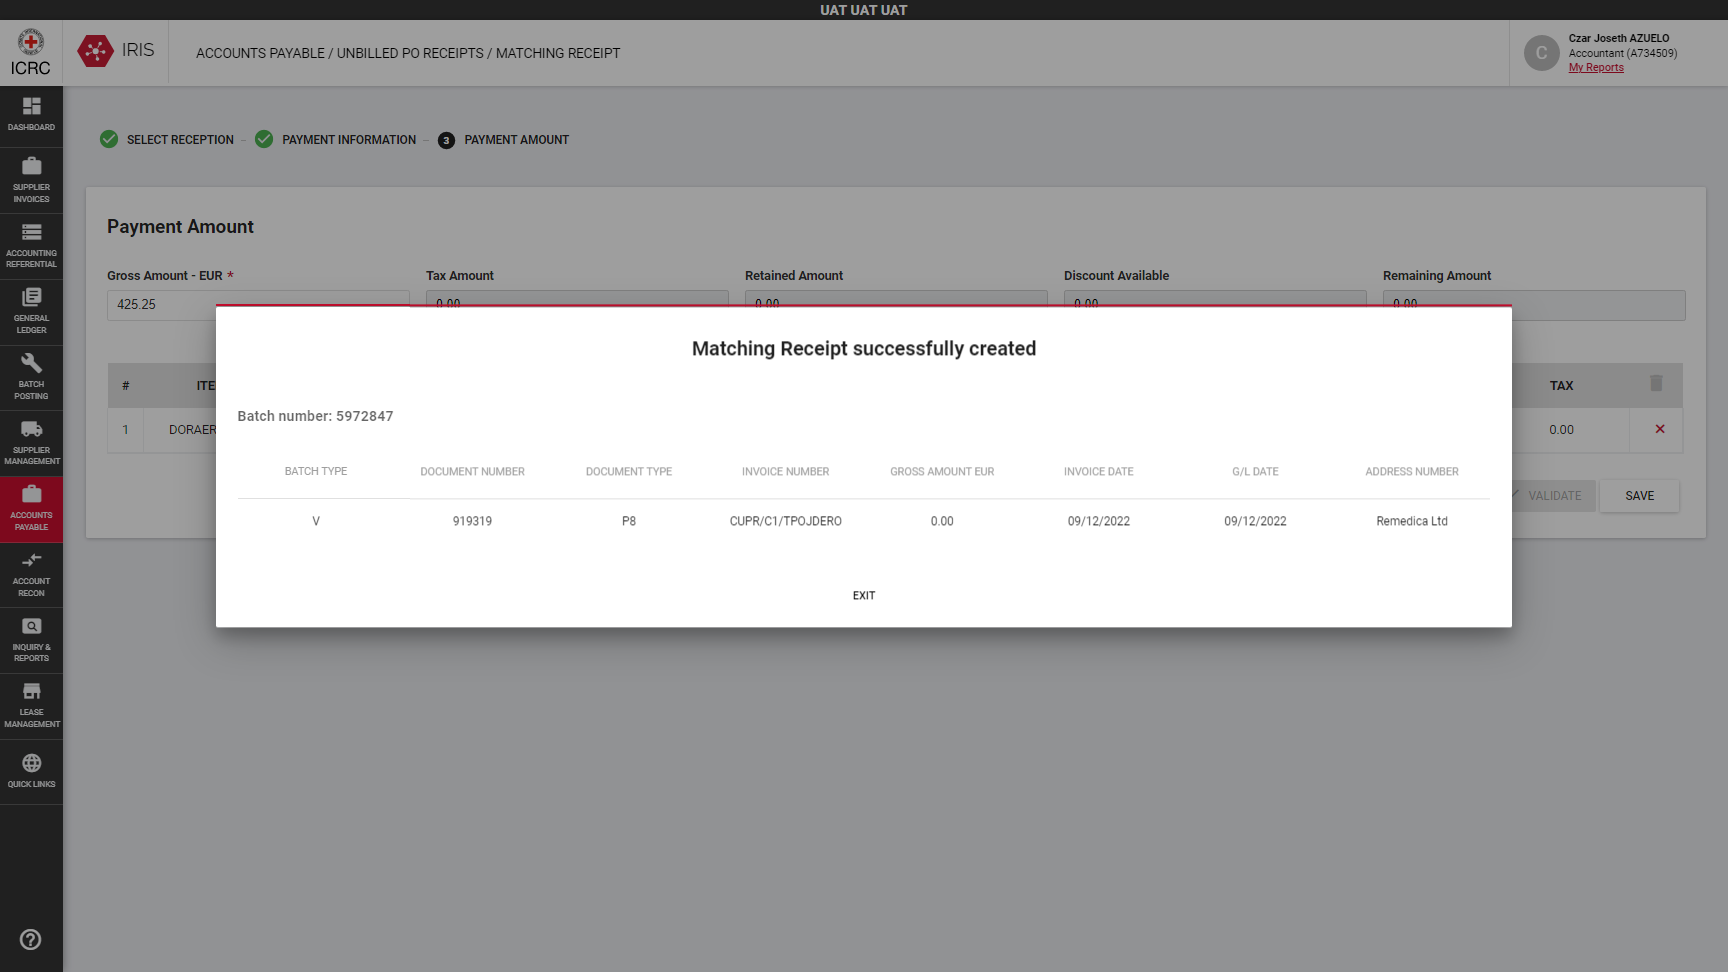 UAT UAT UAT
ICRC
IRIS
ACCOUNTS PAYABLE / UNBILLED PO RECEIPTS / MATCHING RECEIPT
C
Czar Joseth AZUELO
Accountant (A734509)
My Reports
DASHBOARD
SUPPLIER
INVOICES
ACCOUNTING
REFERENTIAL
GENERAL
LEDGER
BATCH
POSTING
SUPPLIER
MANAGEMENT
ACCOUNTS
PAYABLE
ACCOUNT
RECON
INQUIRY &
REPORTS
LEASE
MANAGEMENT
QUICK LINKS
SELECT RECEPTION - PAYMENT INFORMATION - 3 PAYMENT AMOUNT
Payment Amount
Gross Amount - EUR * Tax Amount Retained Amount Discount Available Remaining Amount
425.25 0.00 0.00 0.00 0.00
# ITE TAX
1 DORAER 0.00
VALIDATE SAVE
Matching Receipt successfully created
Batch number: 5972847
BATCH TYPE DOCUMENT NUMBER DOCUMENT TYPE INVOICE NUMBER GROSS AMOUNT EUR INVOICE DATE G/L DATE ADDRESS NUMBER
V 919319 P8 CUPR/C1/TPOJDERO 0.00 09/12/2022 09/12/2022 Remedica Ltd
EXIT